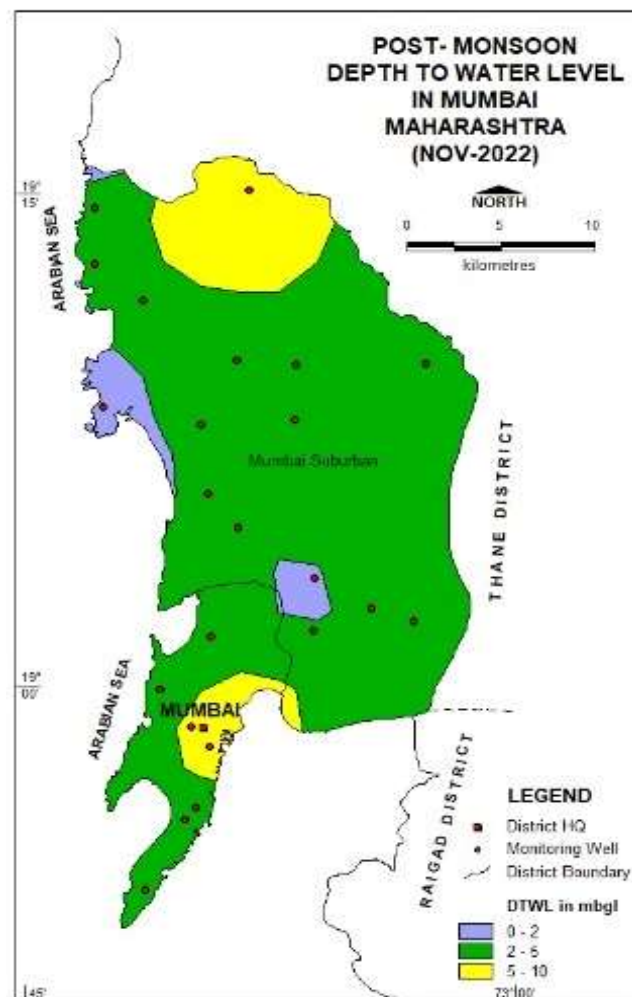 POST- MONSOON
DEPTH TO WATER LEVEL
IN MUMBAI
MAHARASHTRA
(NOV-2022)
NORTH
0 5 10
kilometres
19°
15'
ARABIAN SEA
Mumbai Suburban
THANE DISTRICT
19°
00'
ARABIAN SEA
MUMBAI
RAIGAD DISTRICT
LEGEND
District HQ
Monitoring Well
District Boundary
DTWL in mbgl
0 - 2
2 - 5
5 - 10
45'
73° 00'